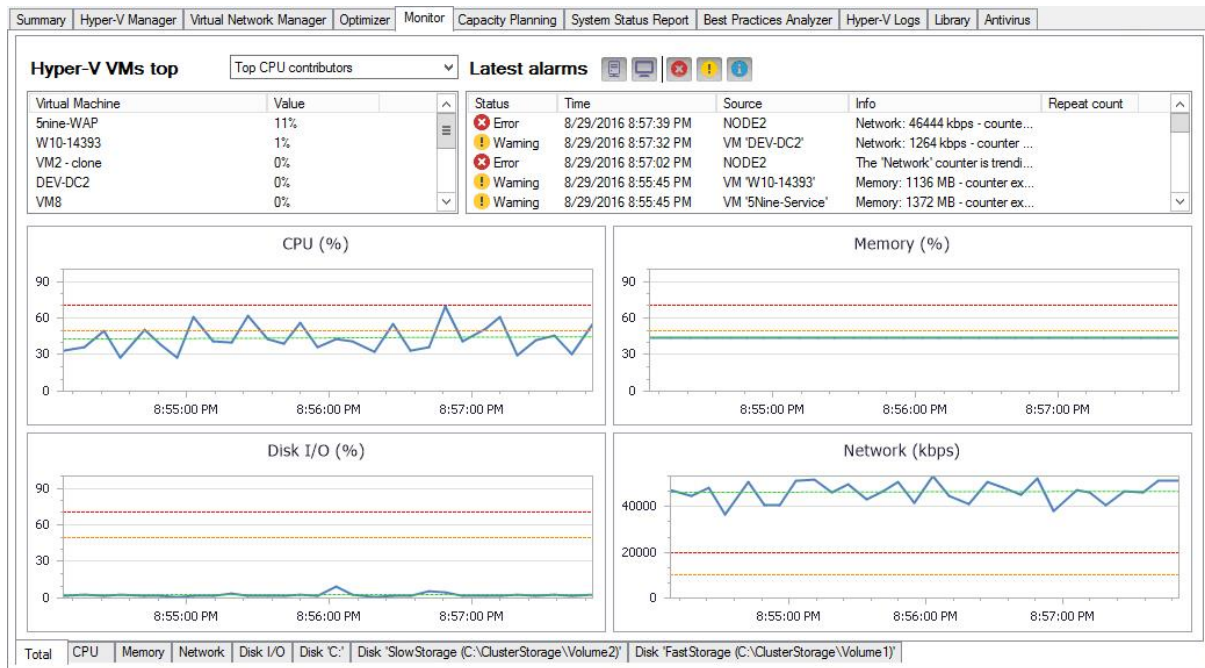 Summary Hyper-V Manager Virtual Network Manager Optimizer Monitor Capacity Planning System Status Report Best Practices Analyzer Hyper-V Logs Library Antivirus
Hyper-V VMs top Top CPU contributors Latest alarms
Virtual Machine Value Status Time Source Info Repeat count
5nine-WAP 11% Error 8/29/2016 8:57:39 PM NODE2 Network: 46444 kbps - counte...
W10-14393 1% Warning 8/29/2016 8:57:32 PM VM 'DEV-DC2' Network: 1264 kbps - counter ...
VM2 - clone 0% Error 8/29/2016 8:57:02 PM NODE2 The 'Network' counter is trendi...
DEV-DC2 0% Warning 8/29/2016 8:55:45 PM VM 'W10-14393' Memory: 1136 MB - counter ex...
VM8 0% Warning 8/29/2016 8:55:45 PM VM '5Nine-Service' Memory: 1372 MB - counter ex...
CPU (%)
90
60
30
0
8:55:00 PM 8:56:00 PM 8:57:00 PM
Memory (%)
90
60
30
0
8:55:00 PM 8:56:00 PM 8:57:00 PM
Disk I/O (%)
90
60
30
0
8:55:00 PM 8:56:00 PM 8:57:00 PM
Network (kbps)
40000
20000
0
8:55:00 PM 8:56:00 PM 8:57:00 PM
Total CPU Memory Network Disk I/O Disk 'C:' Disk 'SlowStorage (C:\ClusterStorage\Volume2)' Disk 'FastStorage (C:\ClusterStorage\Volume1)'